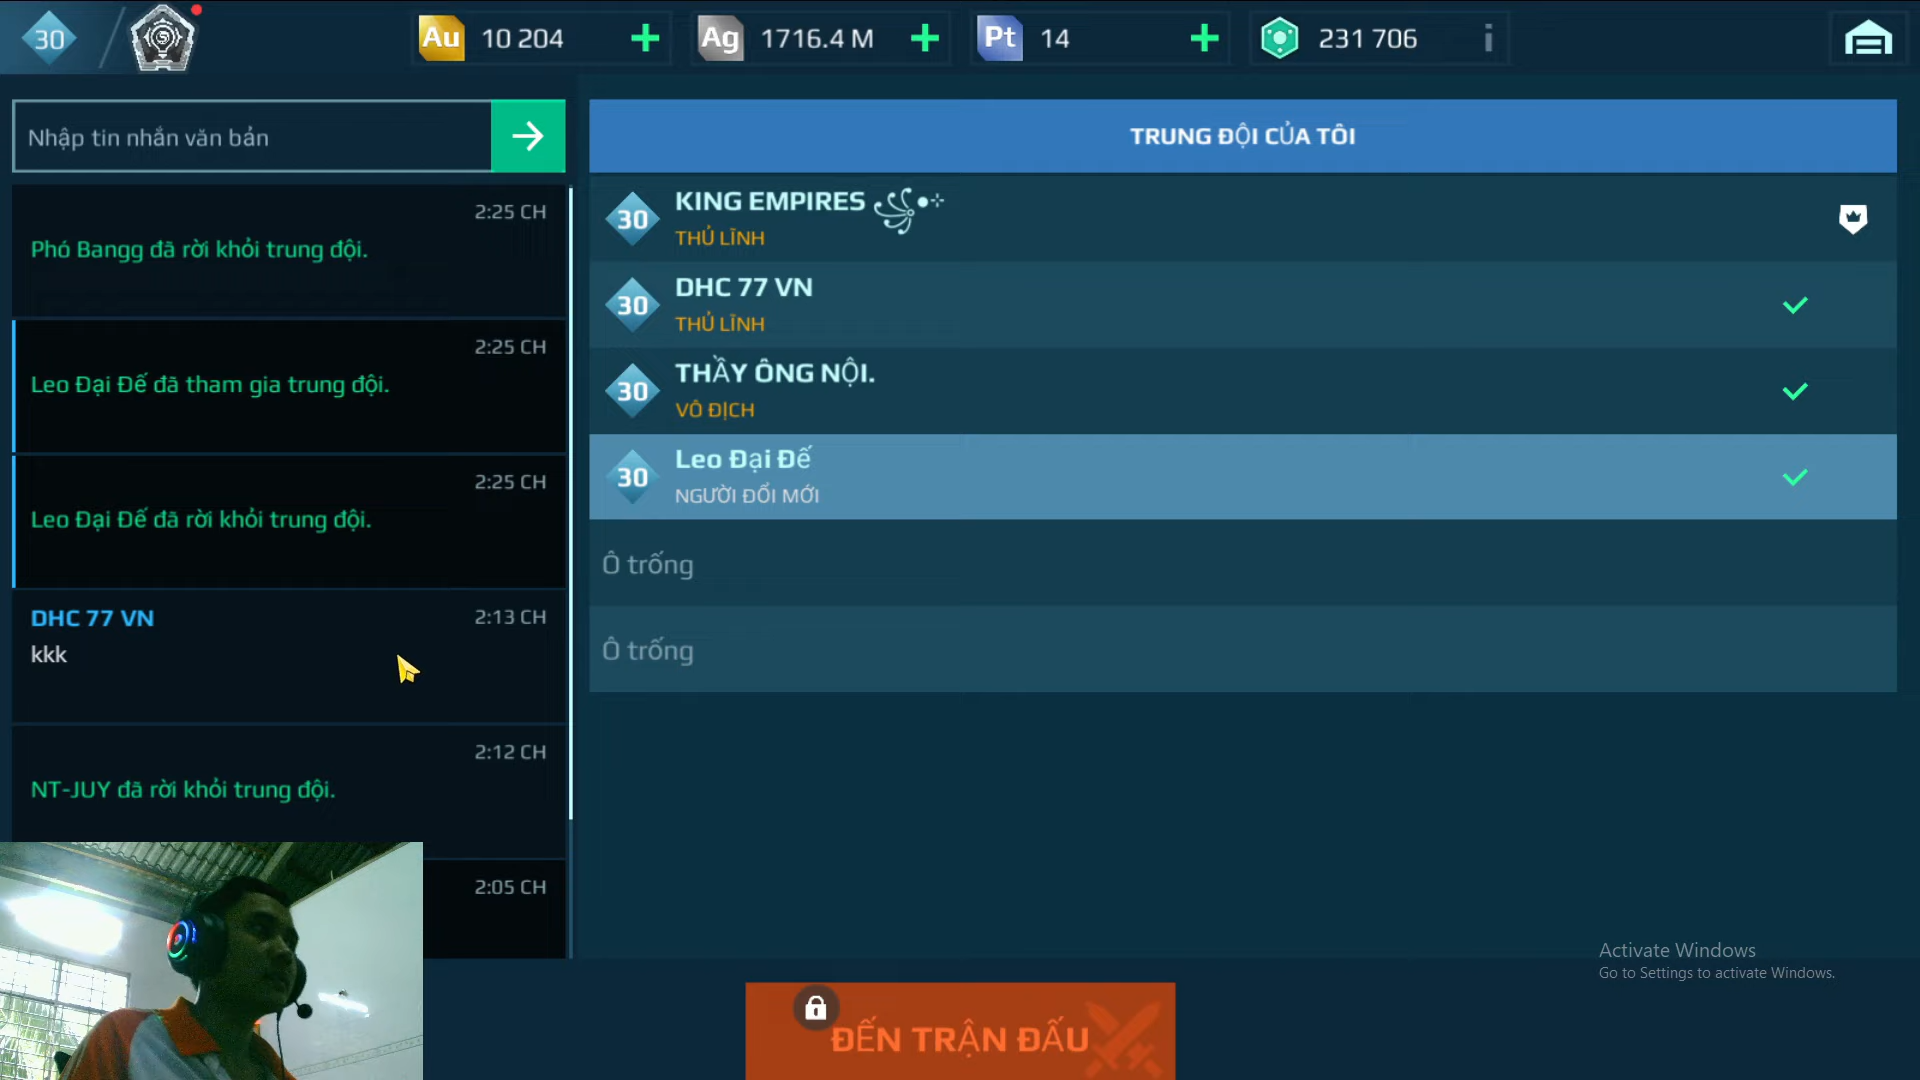 30
Au 10 204
Ag 1716.4 M
Pt 14
231 706
Nhập tin nhắn văn bản
2:25 CH
Phó Bangg đã rời khỏi trung đội.
2:25 CH
Leo Đại Đế đã tham gia trung đội.
2:25 CH
Leo Đại Đế đã rời khỏi trung đội.
DHC 77 VN 2:13 CH
kkk
2:12 CH
NT-JUY đã rời khỏi trung đội.
2:05 CH
TRUNG ĐỘI CỦA TÔI
30 KING EMPIRES
THỦ LĨNH
30 DHC 77 VN
THỦ LĨNH
30 THẦY ÔNG NỘI.
VÔ ĐỊCH
30 Leo Đại Đế
NGƯỜI ĐỔI MỚI
Ô trống
Ô trống
ĐẾN TRẬN ĐẤU
Activate Windows
Go to Settings to activate Windows.